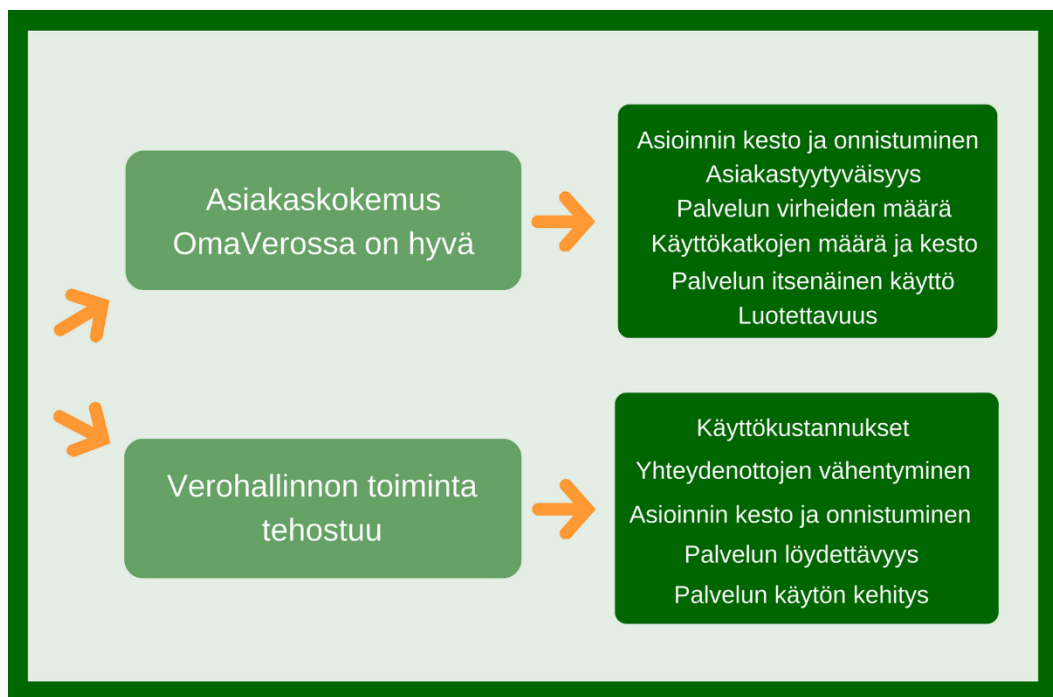 Asiakaskokemus
OmaVerossa on hyvä
Asioinnin kesto ja onnistuminen
Asiakastyytyväisyys
Palvelun virheiden määrä
Käyttökatkojen määrä ja kesto
Palvelun itsenäinen käyttö
Luotettavuus
Verohallinnon toiminta
tehostuu
Käyttökustannukset
Yhteydenottojen vähentyminen
Asioinnin kesto ja onnistuminen
Palvelun löydettävyys
Palvelun käytön kehitys